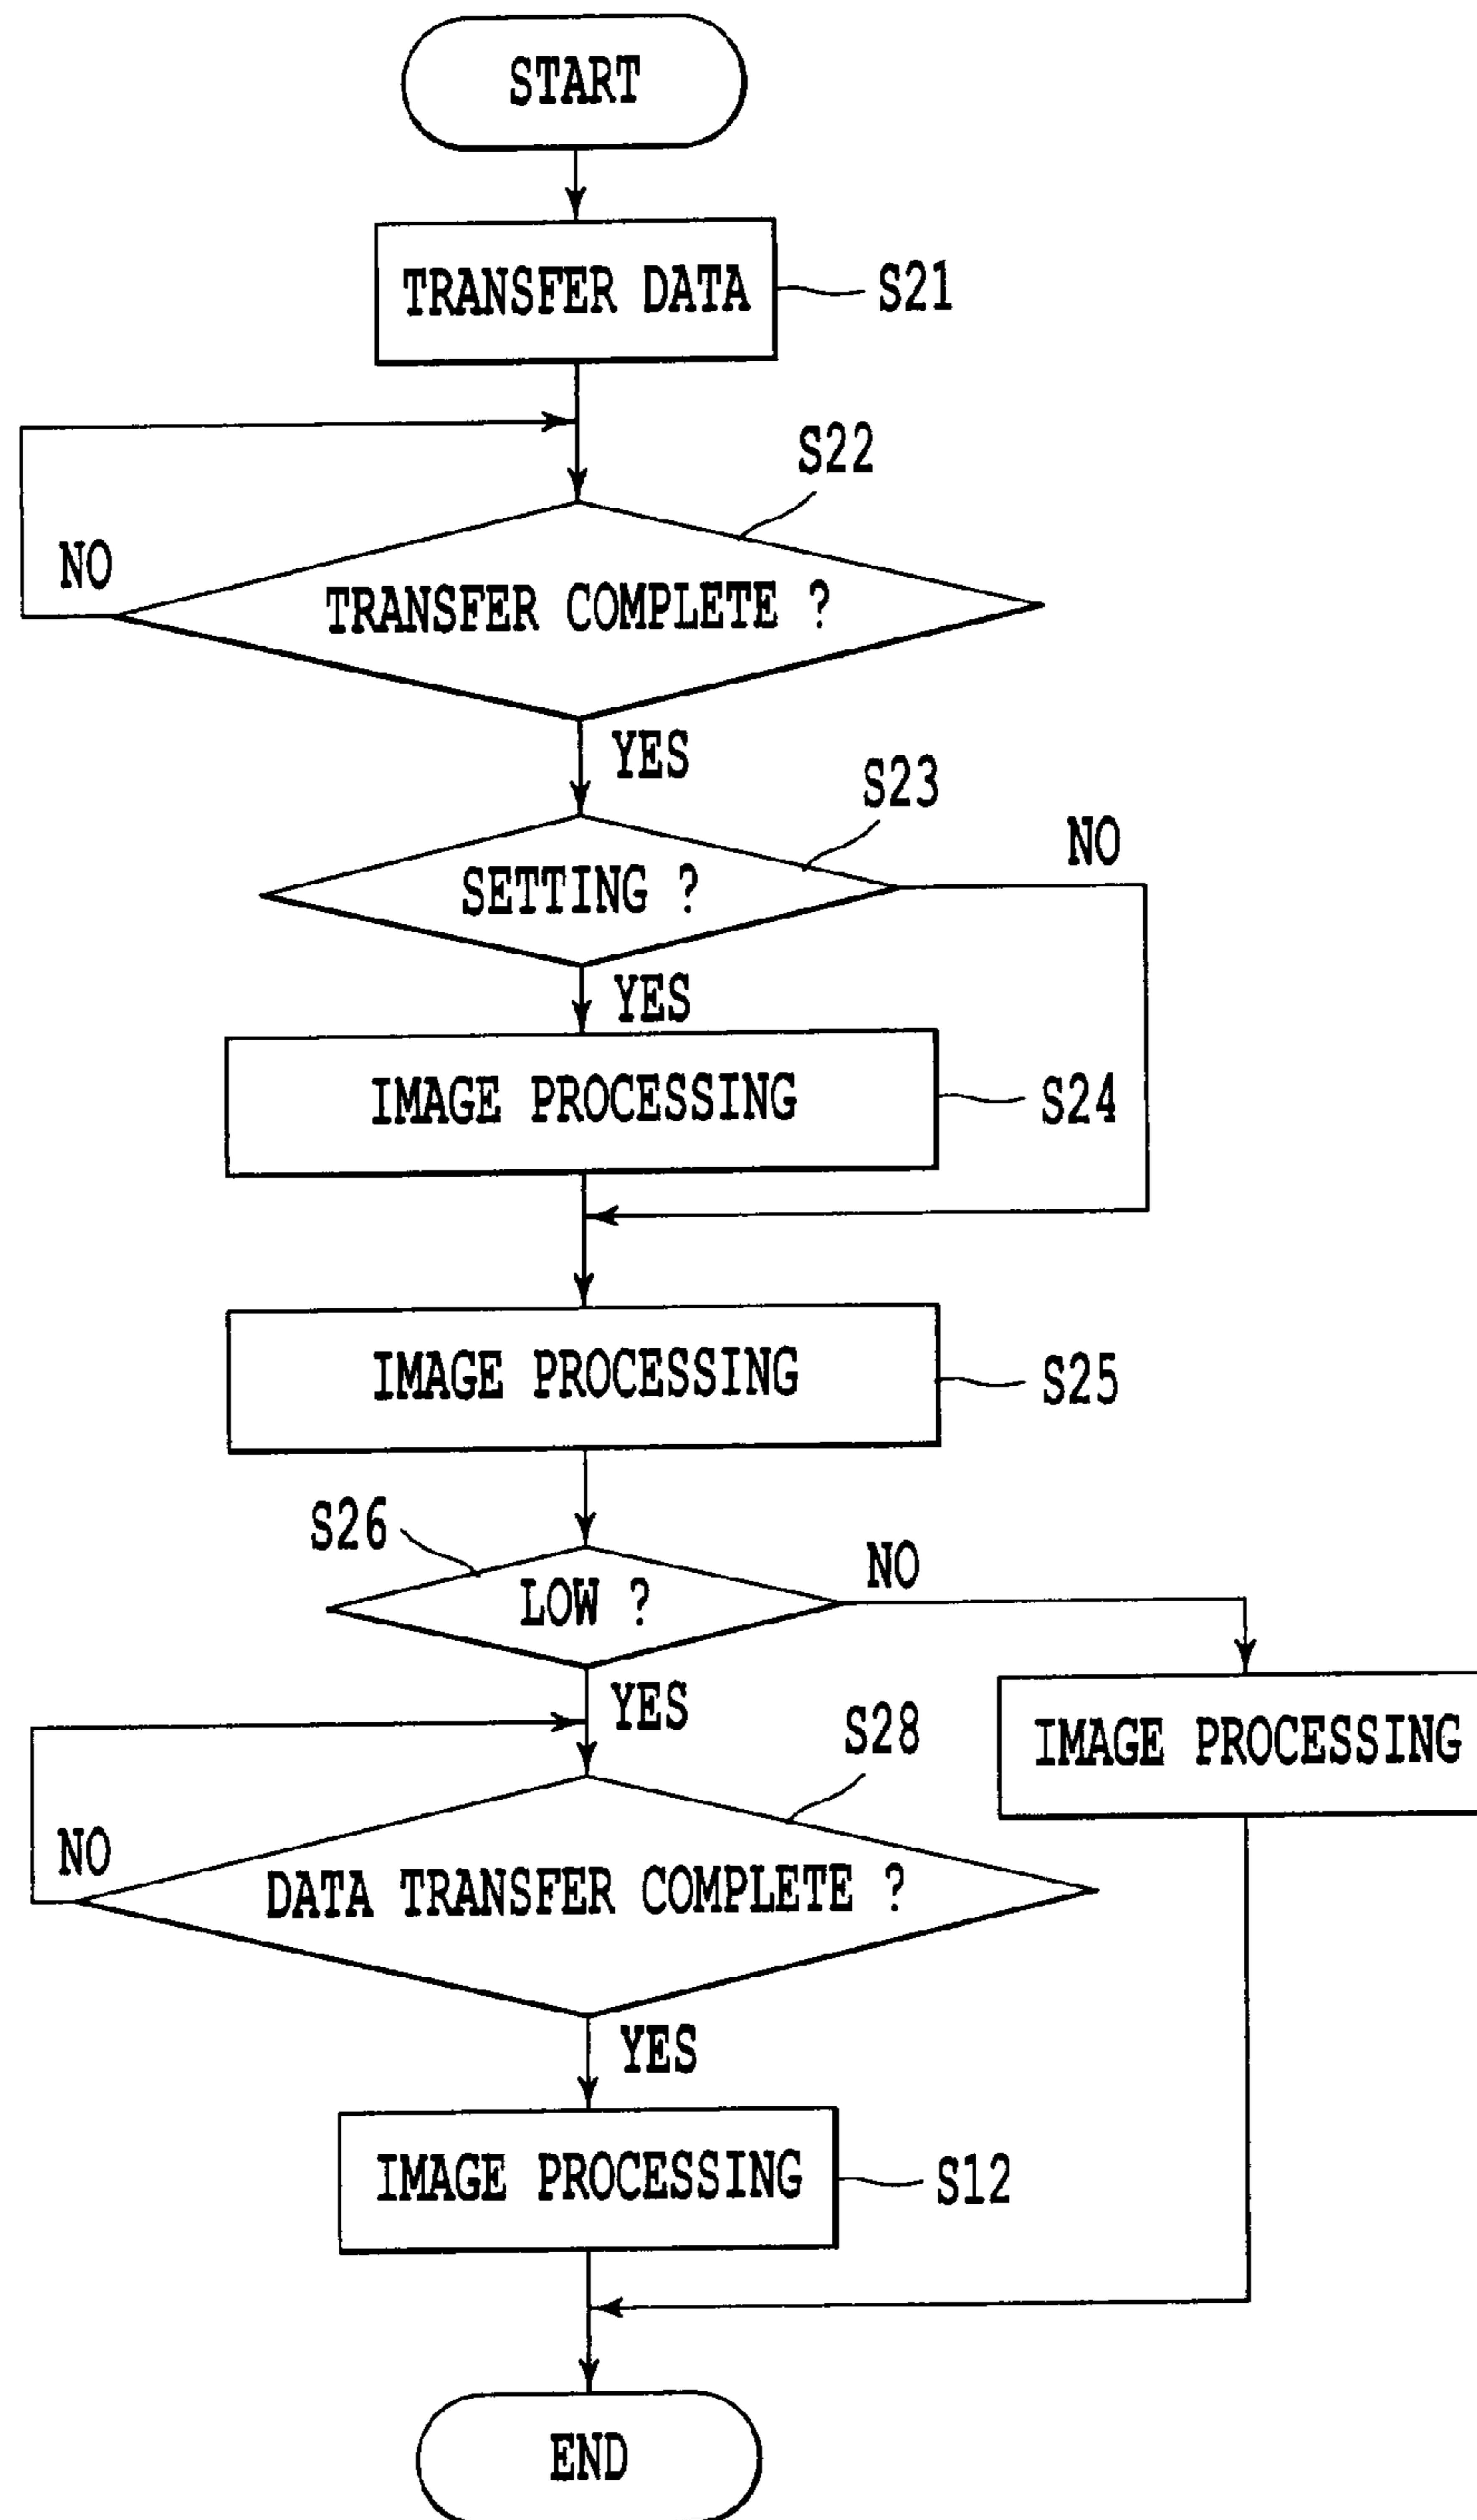 START
TRANSFER DATA
S21
S22
NO
TRANSFER COMPLETE ?
YES
S23
NO
SETTING ?
YES
IMAGE PROCESSING
S24
IMAGE PROCESSING
S25
S26
NO
LOW ?
YES
S28
IMAGE PROCESSING
NO
DATA TRANSFER COMPLETE ?
YES
IMAGE PROCESSING
S12
END